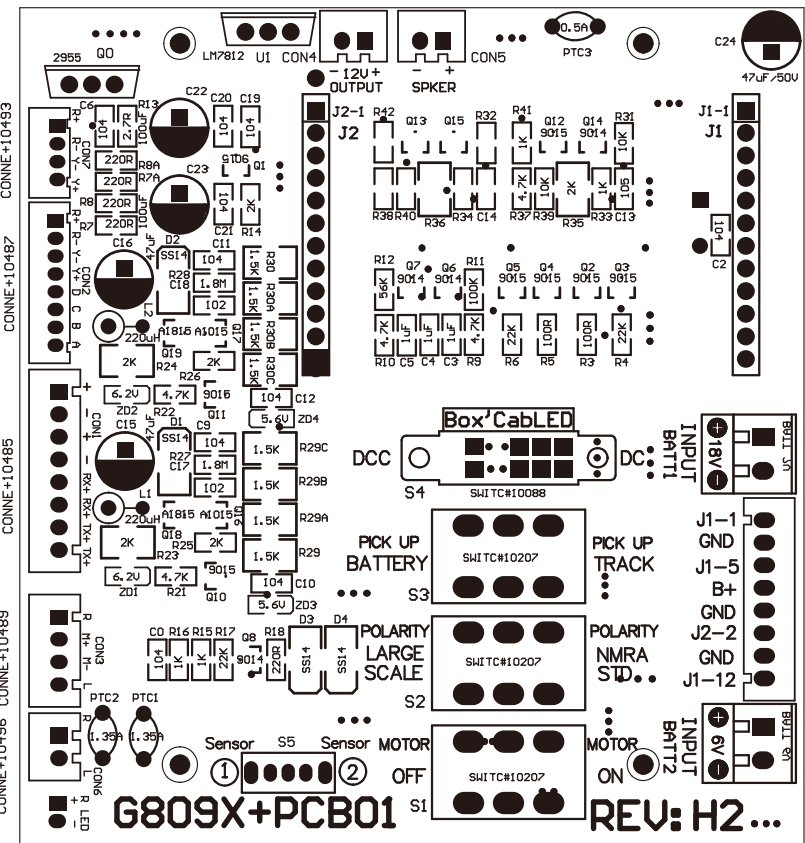 2955 Q0
LM7812 U1 CON4
- 12V +
OUTPUT
CON5
- +
SPKER
0.5A
PTC3
C24
47uF/50V
CONNE+10493
R+
R-
Y-
Y+
CON7
C6
104
R13
2.7R
100uF
C22
C20
104
C19
104
220R
R8A
220R
R7A
R8
220R
R7
220R
100uF
C23
9015
Q1
104
C21
2K
R14
J2-1
J2
J1-1
J1
R42
Q13
Q15
R32
R41
1K
Q12
9015
Q14
9014
R31
10K
R38
R40
R36
R34
C14
4.7K
R37
10K
R39
2K
R35
1K
R33
105
C13
104
C2
CONNE+10487
R+
R-
Y-
Y+
D
C
B
A
CON2
C16
47uF
D2
SS14
C11
104
R28
1.8M
C18
102
L2
220uH
A1815
A1015
Q19
Q17
2K
R24
2K
R26
6.2V
ZD2
4.7K
R22
9015
Q11
1.5K
R30
1.5K
R30A
1.5K
R30B
1.5K
R30C
104
C12
5.6V
ZD4
R12
56K
Q7
9014
Q6
9014
R11
100K
Q5
9015
Q4
9015
Q2
9015
Q3
9015
4.7K
R10
1uF
C5
1uF
C4
1uF
C3
4.7K
R9
22K
R6
100R
R5
100R
R3
22K
R4
CONNE+10485
+
-
+
-
RX+
RX+
TX+
TX+
CON1
C15
47uF
D1
SS14
C9
104
R27
1.8M
C17
102
L1
220uH
A1815
A1015
Q18
Q16
2K
R23
2K
R25
6.2V
ZD1
4.7K
R21
9015
Q10
1.5K
R29C
1.5K
R29B
1.5K
R29A
1.5K
R29
104
C10
5.6V
ZD3
Box'CabLED
DCC
DC
S4
SWITC#10088
BATT1
INPUT
+ 18V -
PICK UP
BATTERY
SWITC#10207
PICK UP
TRACK
S3
POLARITY
LARGE
SCALE
SWITC#10207
POLARITY
NMRA
STD
S2
MOTOR
OFF
SWITC#10207
MOTOR
ON
S1
J1-1
GND
J1-5
B+
GND
J2-2
GND
J1-12
BATT2
INPUT
+ 6V -
CONNE+10489
R
M+
M-
L
CON3
C0
104
R16
1K
R15
1K
R17
22K
Q8
9014
R18
220R
D3
SS14
D4
SS14
CONNE+10496
R
L
CON6
PTC2
1.35A
PTC1
1.35A
Sensor S5 Sensor
1 2
+ R LED
-
G809X+PCB01
REV: H2